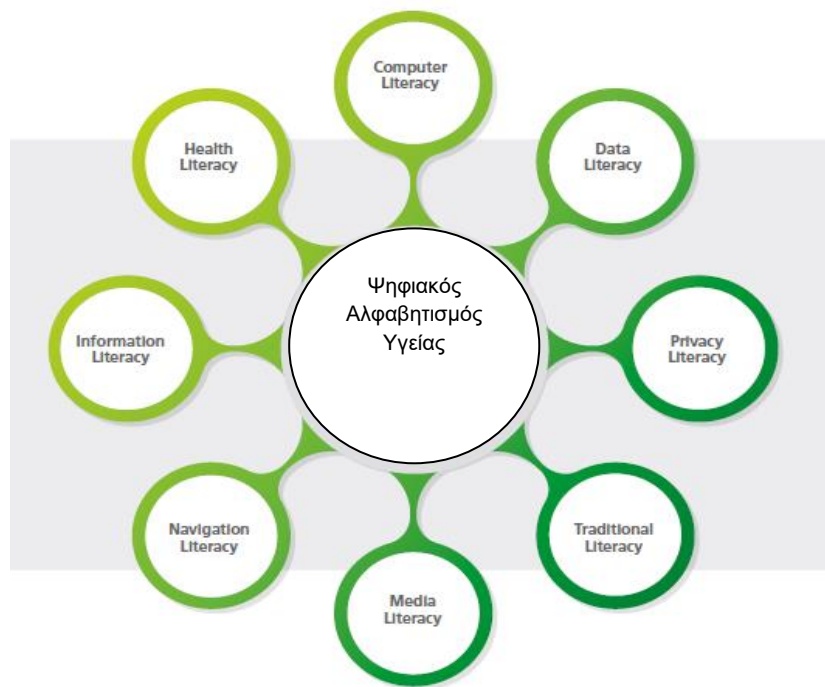 Computer
Literacy
Health
Literacy
Data
Literacy
Ψηφιακός
Αλφαβητισμός
Υγείας
Information
Literacy
Privacy
Literacy
Navigation
Literacy
Traditional
Literacy
Media
Literacy